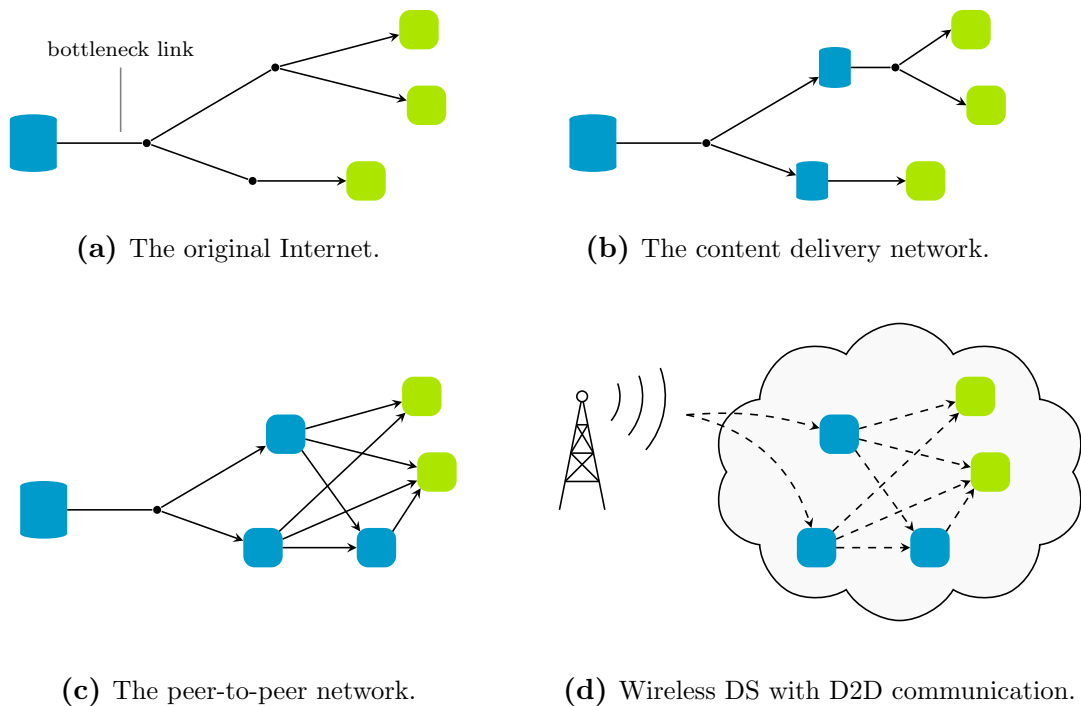 bottleneck link
(a) The original Internet.
(b) The content delivery network.
(c) The peer-to-peer network.
(d) Wireless DS with D2D communication.